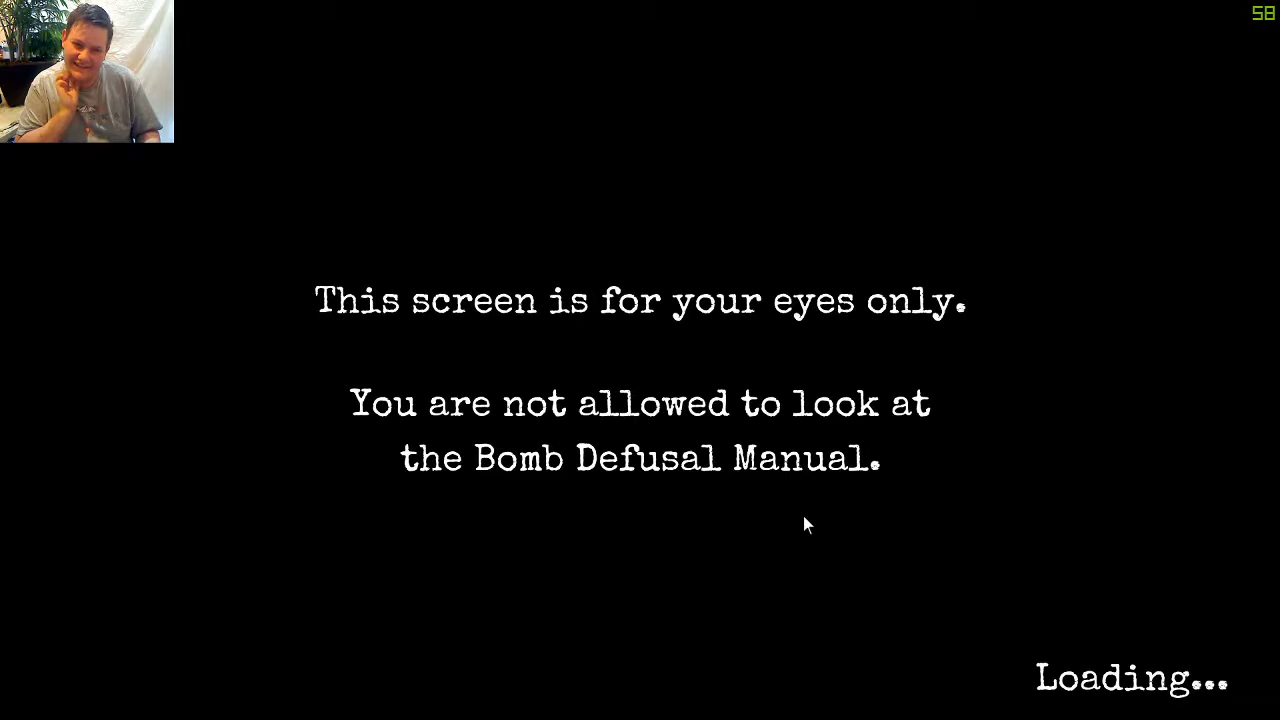 58
This screen is for your eyes only.
You are not allowed to look at
the Bomb Defusal Manual.
Loading...